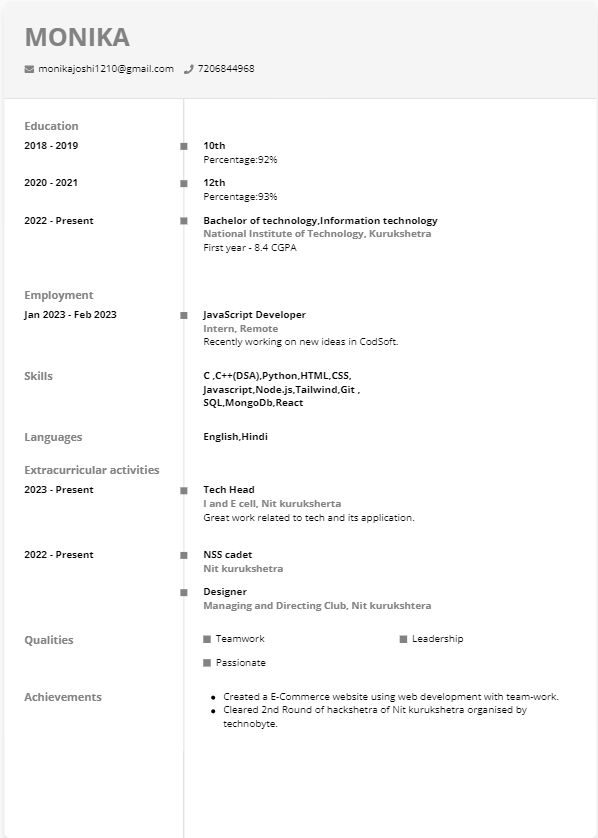 MONIKA
monikajoshi1210@gmail.com 7206844968
Education
2018 - 2019 10th
Percentage:92%
2020 - 2021 12th
Percentage:93%
2022 - Present Bachelor of technology,Information technology
National Institute of Technology, Kurukshetra
First year - 8.4 CGPA
Employment
Jan 2023 - Feb 2023 JavaScript Developer
Intern, Remote
Recently working on new ideas in CodSoft.
Skills C ,C++(DSA),Python,HTML,CSS,
Javascript,Node.js,Tailwind,Git ,
SQL,MongoDb,React
Languages English,Hindi
Extracurricular activities
2023 - Present Tech Head
I and E cell, Nit kuruksherta
Great work related to tech and its application.
2022 - Present NSS cadet
Nit kurukshetra
Designer
Managing and Directing Club, Nit kurukshtera
Qualities Teamwork Leadership
Passionate
Achievements • Created a E-Commerce website using web development with team-work.
• Cleared 2nd Round of hackshetra of Nit kurukshetra organised by
technobyte.